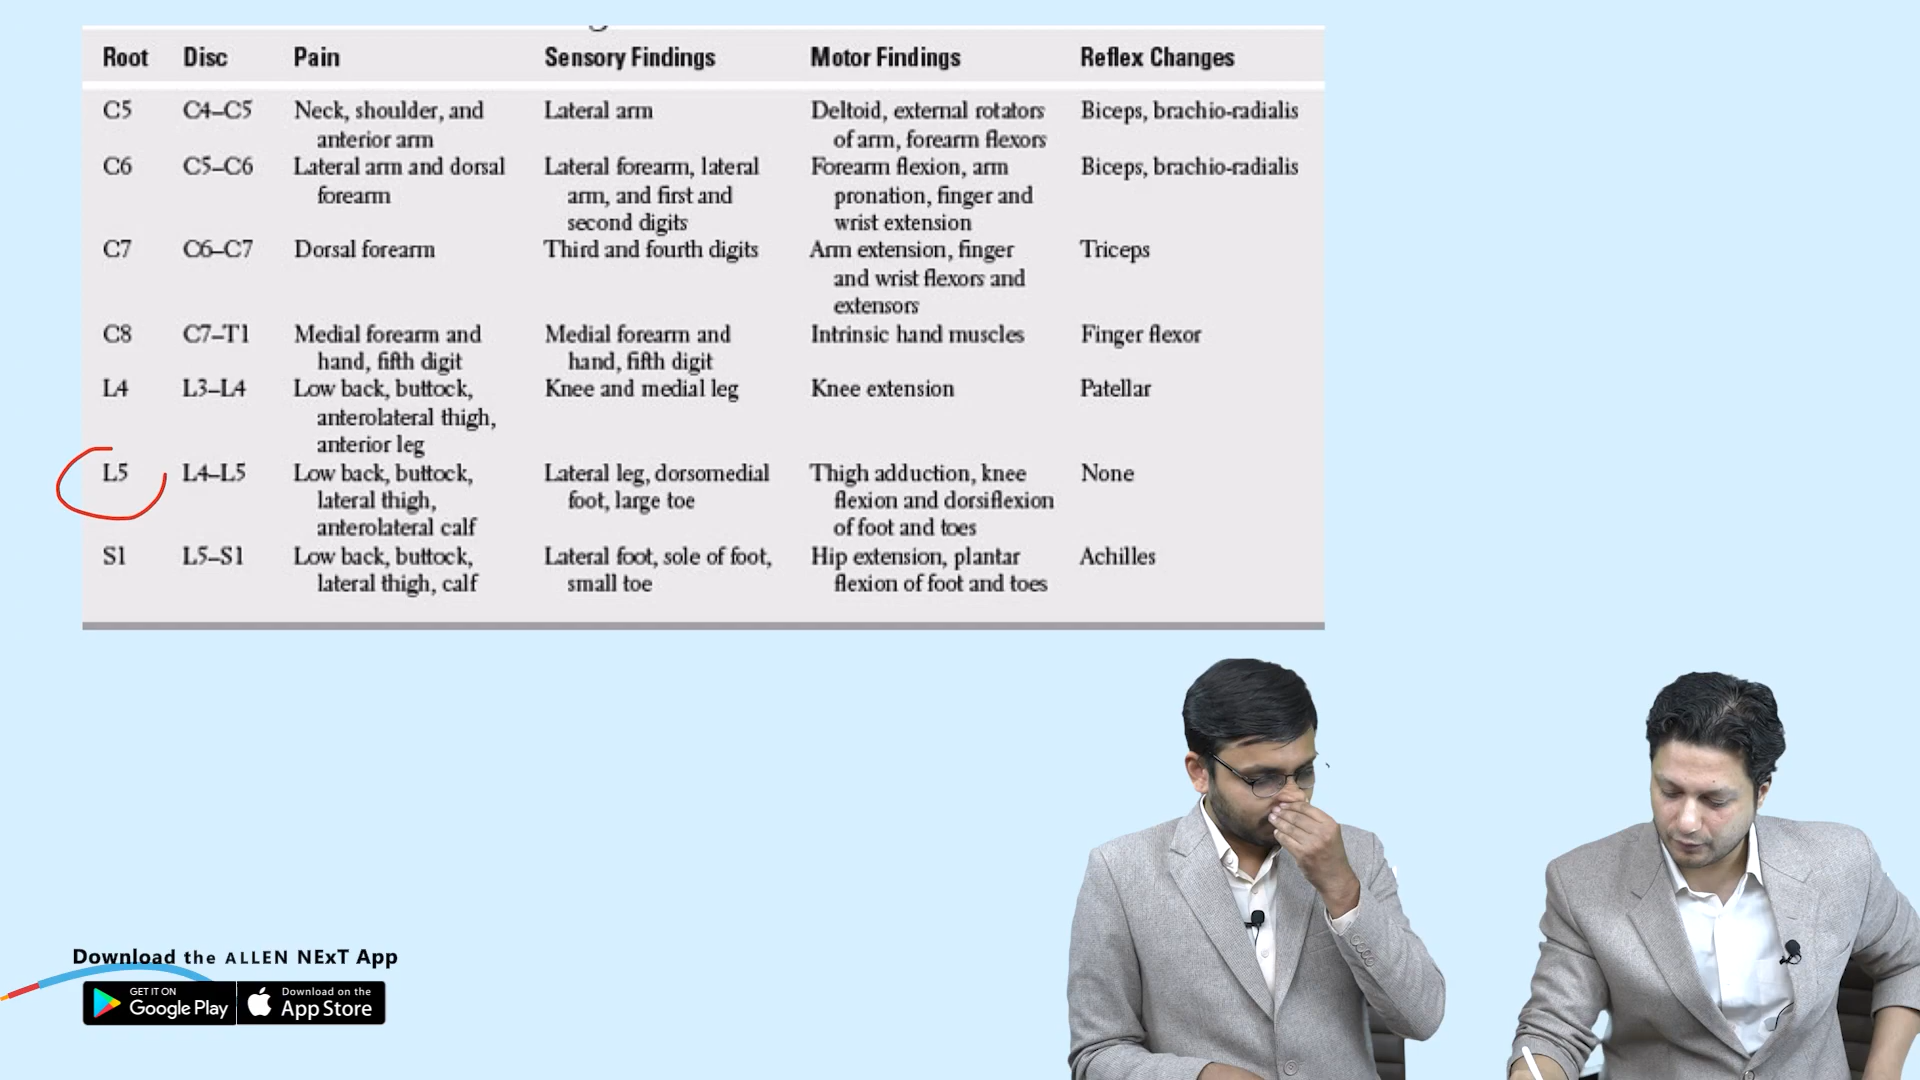 Root Disc Pain Sensory Findings Motor Findings Reflex Changes
C5 C4–C5 Neck, shoulder, and Lateral arm Deltoid, external rotators Biceps, brachio-radialis
anterior arm of arm, forearm flexors
C6 C5–C6 Lateral arm and dorsal Lateral forearm, lateral Forearm flexion, arm Biceps, brachio-radialis
forearm arm, and first and pronation, finger and
second digits wrist extension
C7 C6–C7 Dorsal forearm Third and fourth digits Arm extension, finger Triceps
and wrist flexors and
extensors
C8 C7–T1 Medial forearm and Medial forearm and Intrinsic hand muscles Finger flexor
hand, fifth digit hand, fifth digit
L4 L3–L4 Low back, buttock, Knee and medial leg Knee extension Patellar
anterolateral thigh,
anterior leg
L5 L4–L5 Low back, buttock, Lateral leg, dorsomedial Thigh adduction, knee None
lateral thigh, foot, large toe flexion and dorsiflexion
anterolateral calf of foot and toes
S1 L5–S1 Low back, buttock, Lateral foot, sole of foot, Hip extension, plantar Achilles
lateral thigh, calf small toe flexion of foot and toes
Download the ALLEN NExT App
GET IT ON Download on the
Google Play App Store